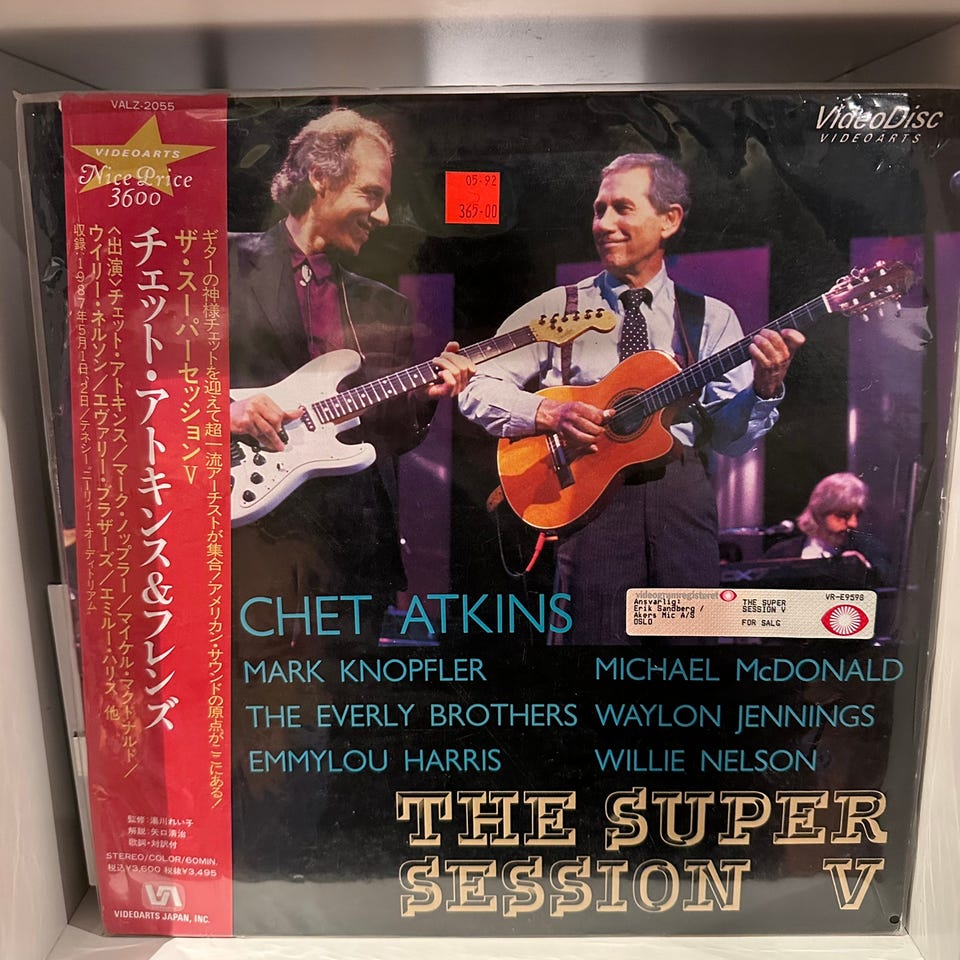 VALZ-2055
VIDEOARTS
Nice Price
3600
ギターの神様チェットを迎えて超一流アーチストが集合!アメリカン・サウンドの原点がここにある!
ザ・スーパーセッションV
チェット・アトキンス&フレンズ
〈出演〉チェット・アトキンス/マーク・ノップラー/マイケル・マクドナルド/
ウイリー・ネルソン/エヴァリー・ブラザーズ/エミルー・ハリス 他
収録:1987年5月1日、2日/テネシー、ニーリィー・オーディトリアム
監修:湯川れい子
解説:矢口清治
歌詞・対訳付
STEREO/COLOR/60MIN.
税込¥3,600 税抜¥3,495
VIDEOARTS JAPAN, INC.
VideoDisc
VIDEOARTS
05-92
365-00
videogramregisteret
Ansvarlig:
Erik Sandberg /
Akers Mic A/S
OSLO
THE SUPER
SESSION V
FOR SALG
VR-E9598
CHET ATKINS
MARK KNOPFLER
MICHAEL McDONALD
THE EVERLY BROTHERS
WAYLON JENNINGS
EMMYLOU HARRIS
WILLIE NELSON
THE SUPER
SESSION V